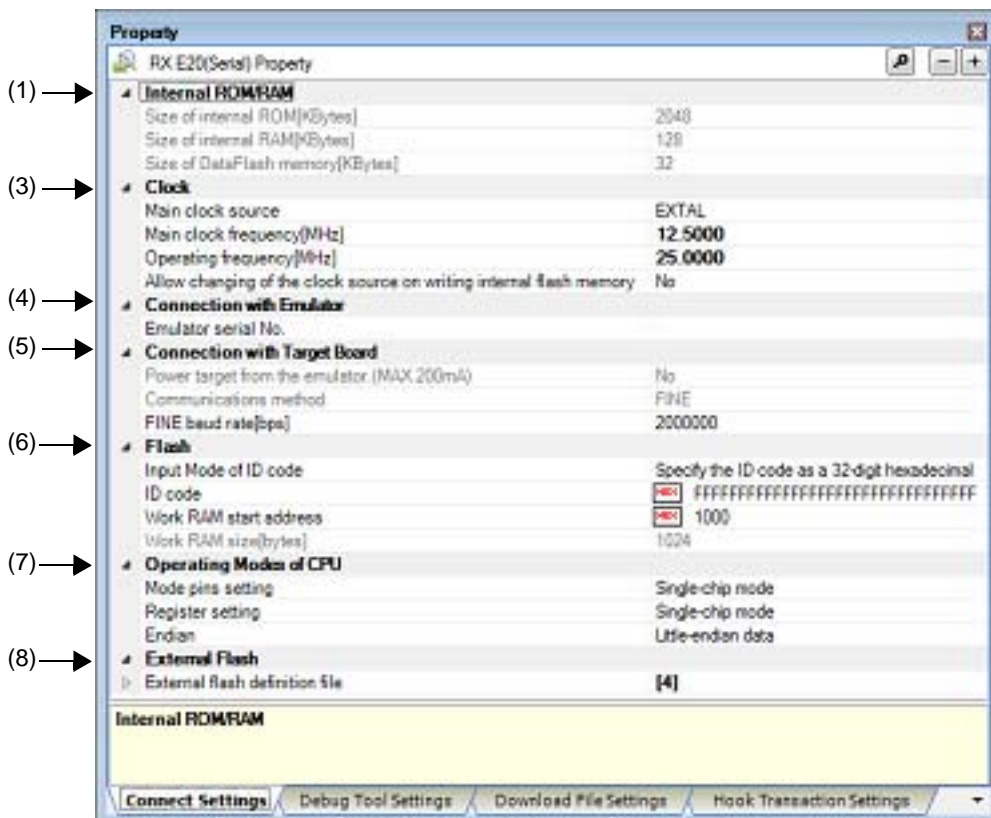 Property
RX E20(Serial) Property
(1) Internal ROM/RAM
Size of internal ROM[KBytes] 2048
Size of internal RAM[KBytes] 128
Size of DataFlash memory[KBytes] 32
(3) Clock
Main clock source EXTAL
Main clock frequency[MHz] 12.5000
Operating frequency[MHz] 25.0000
Allow changing of the clock source on writing internal flash memory No
(4) Connection with Emulator
Emulator serial No.
(5) Connection with Target Board
Power target from the emulator.(MAX 200mA) No
Communications method FINE
FINE baud rate[bps] 2000000
(6) Flash
Input Mode of ID code Specify the ID code as a 32-digit hexadecimal
ID code HEX FFFFFFFFFFFFFFFFFFFFFFFFFFFFFFFF
Work RAM start address HEX 1000
Work RAM size[bytes] 1024
(7) Operating Modes of CPU
Mode pins setting Single-chip mode
Register setting Single-chip mode
Endian Little-endian data
(8) External Flash
External flash definition file [4]
Internal ROM/RAM
Connect Settings Debug Tool Settings Download File Settings Hook Transaction Settings